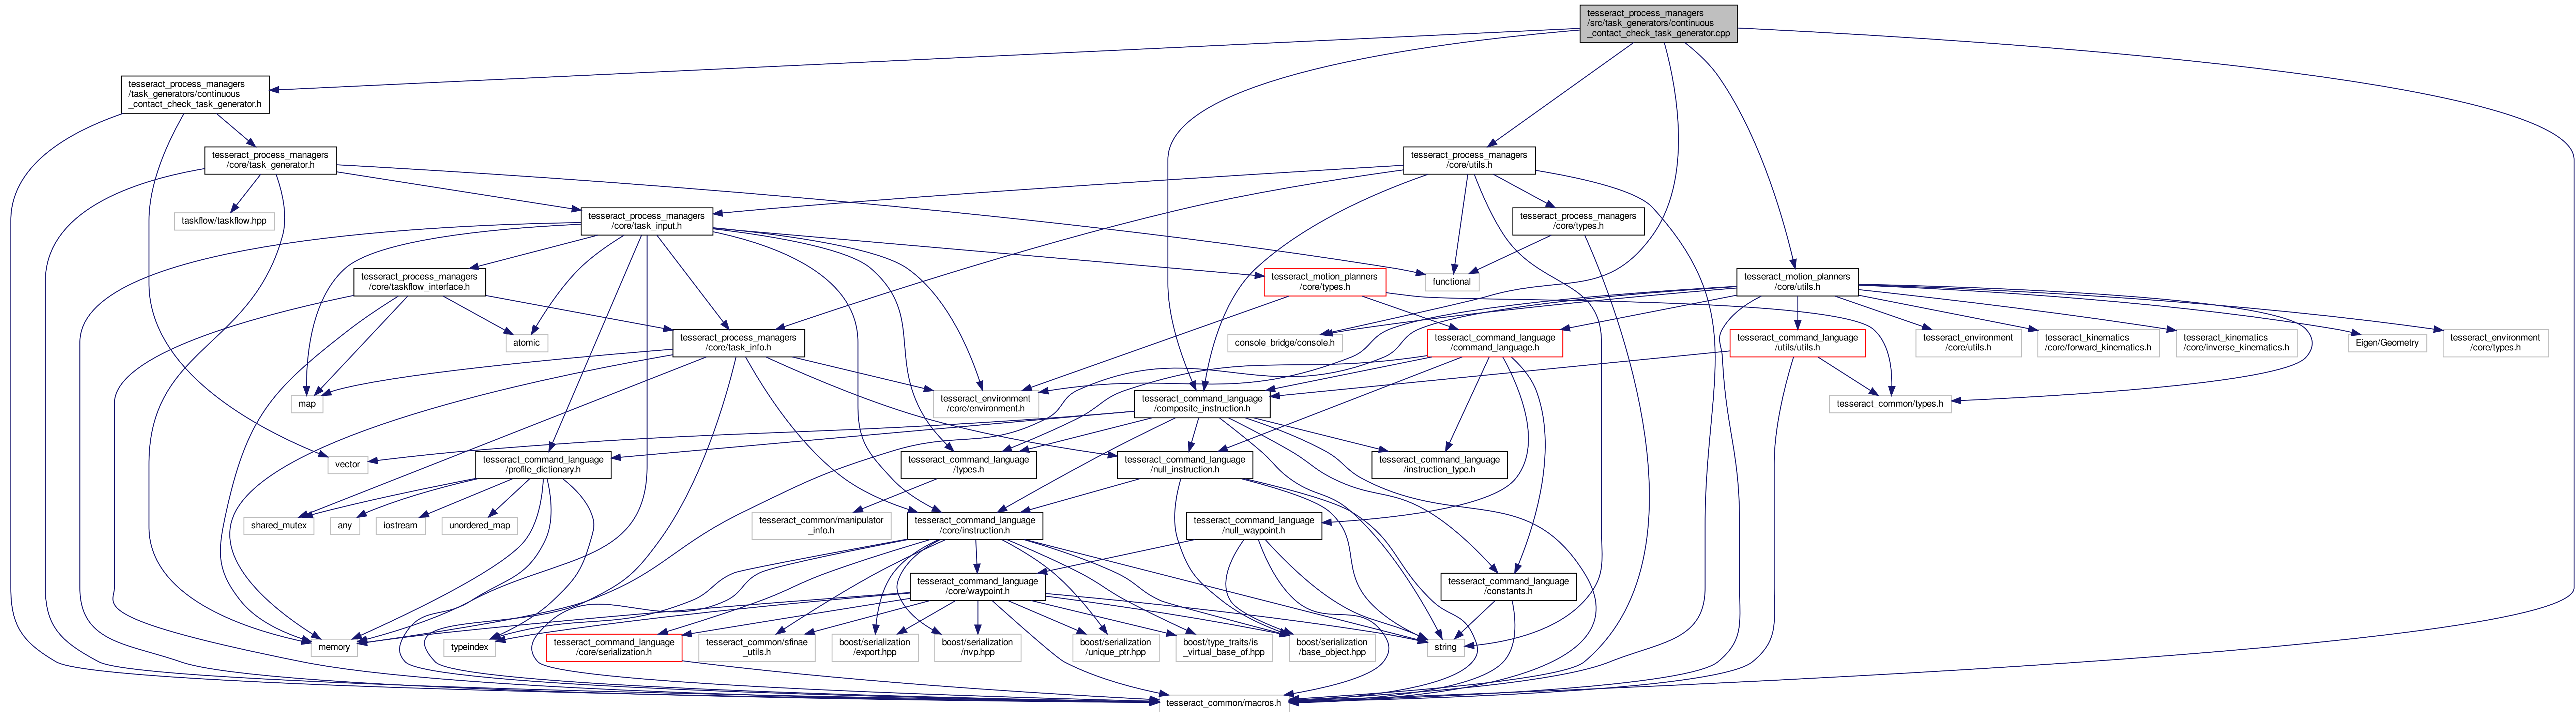 tesseract_process_managers
/src/task_generators/continuous
_contact_check_task_generator.cpp
tesseract_process_managers
/task_generators/continuous
_contact_check_task_generator.h
tesseract_process_managers
/core/task_generator.h
tesseract_process_managers
/core/utils.h
taskflow/taskflow.hpp
tesseract_process_managers
/core/task_input.h
tesseract_process_managers
/core/types.h
tesseract_process_managers
/core/taskflow_interface.h
tesseract_motion_planners
/core/types.h
functional
tesseract_motion_planners
/core/utils.h
atomic
tesseract_process_managers
/core/task_info.h
console_bridge/console.h
tesseract_command_language
/command_language.h
tesseract_command_language
/utils/utils.h
tesseract_environment
/core/utils.h
tesseract_kinematics
/core/forward_kinematics.h
tesseract_kinematics
/core/inverse_kinematics.h
Eigen/Geometry
tesseract_environment
/core/types.h
map
tesseract_environment
/core/environment.h
tesseract_command_language
/composite_instruction.h
tesseract_common/types.h
vector
tesseract_command_language
/profile_dictionary.h
tesseract_command_language
/types.h
tesseract_command_language
/null_instruction.h
tesseract_command_language
/instruction_type.h
shared_mutex
any
iostream
unordered_map
tesseract_common/manipulator
_info.h
tesseract_command_language
/core/instruction.h
tesseract_command_language
/null_waypoint.h
tesseract_command_language
/core/waypoint.h
tesseract_command_language
/constants.h
memory
typeindex
tesseract_command_language
/core/serialization.h
tesseract_common/sfinae
_utils.h
boost/serialization
/export.hpp
boost/serialization
/nvp.hpp
boost/serialization
/unique_ptr.hpp
boost/type_traits/is
_virtual_base_of.hpp
boost/serialization
/base_object.hpp
string
tesseract_common/macros.h